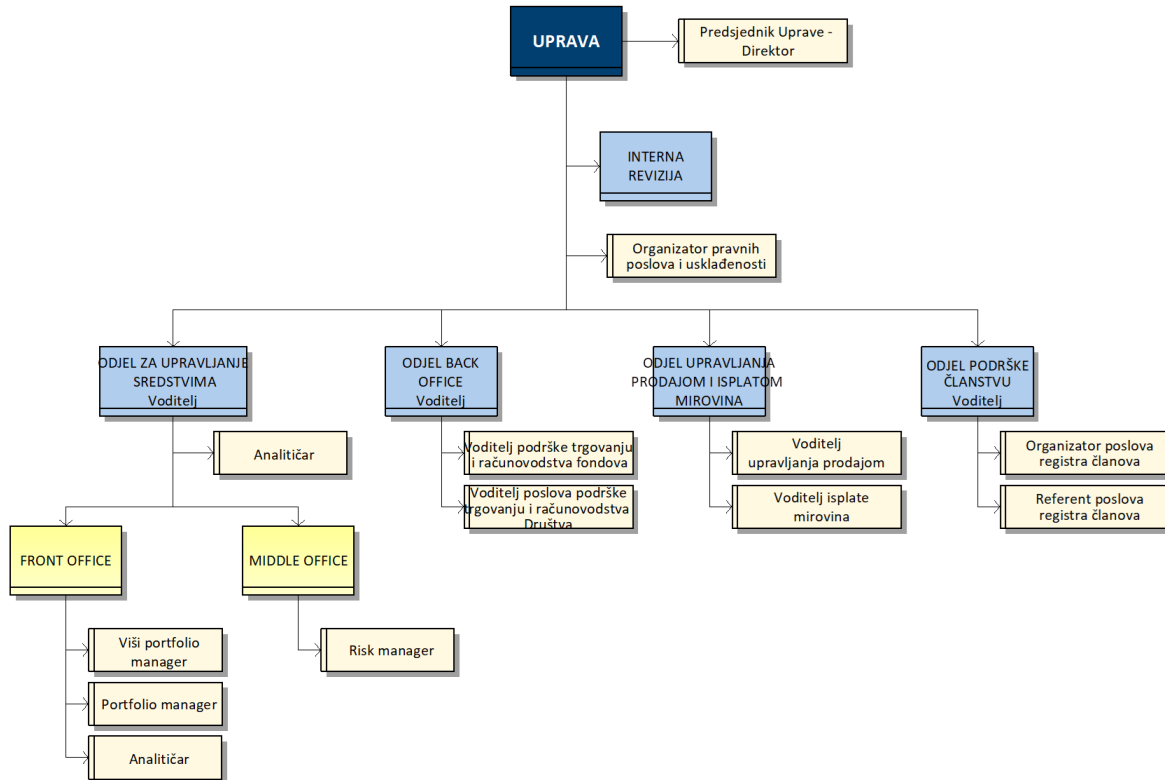 UPRAVA
Predsjednik Uprave -
Direktor
INTERNA
REVIZIJA
Organizator pravnih
poslova i usklađenosti
ODJEL ZA UPRAVLJANJE
SREDSTVIMA
Voditelj
ODJEL BACK
OFFICE
Voditelj
ODJEL UPRAVLJANJA
PRODAJOM I ISPLATOM
MIROVINA
ODJEL PODRŠKE
ČLANSTVU
Voditelj
Analitičar
Voditelj podrške trgovanju
i računovodstva fondova
Voditelj
upravljanja prodajom
Organizator poslova
registra članova
Voditelj poslova podrške
trgovanju i računovodstva
Društva
Voditelj isplate
mirovina
Referent poslova
registra članova
FRONT OFFICE
MIDDLE OFFICE
Viši portfolio
manager
Risk manager
Portfolio manager
Analitičar